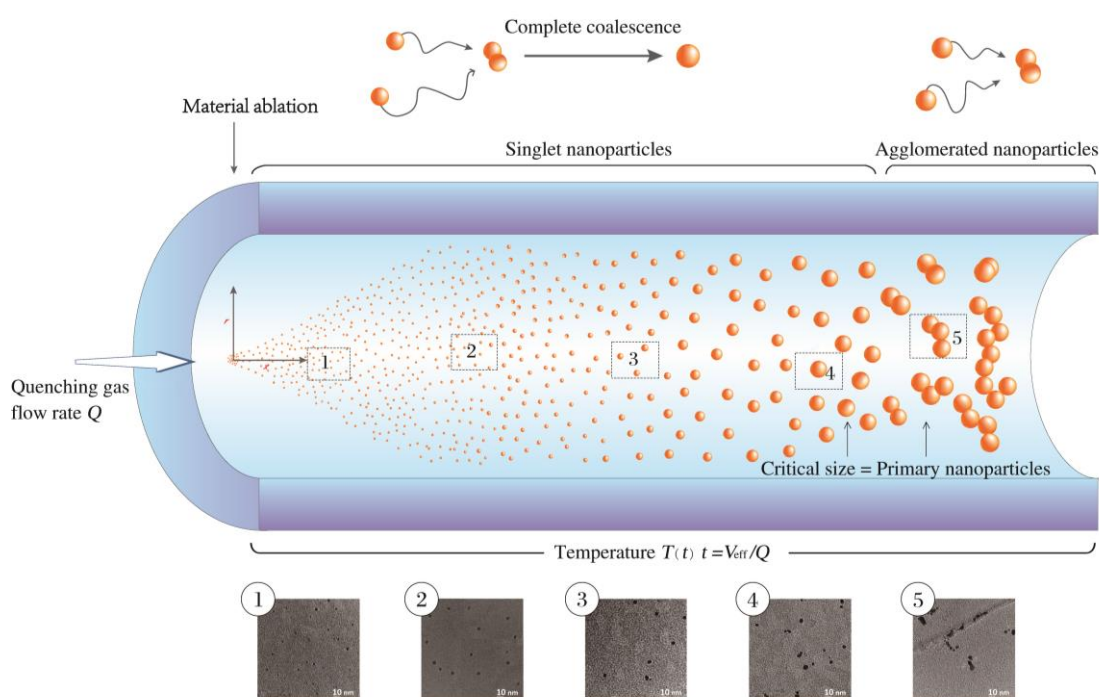 Complete coalescence
Material ablation
Singlet nanoparticles
Agglomerated nanoparticles
Quenching gas
flow rate Q
1
2
3
4
5
Critical size = Primary nanoparticles
Temperature T(t) t=Veff/Q
1
2
3
4
5
10 nm
10 nm
10 nm
10 nm
10 nm